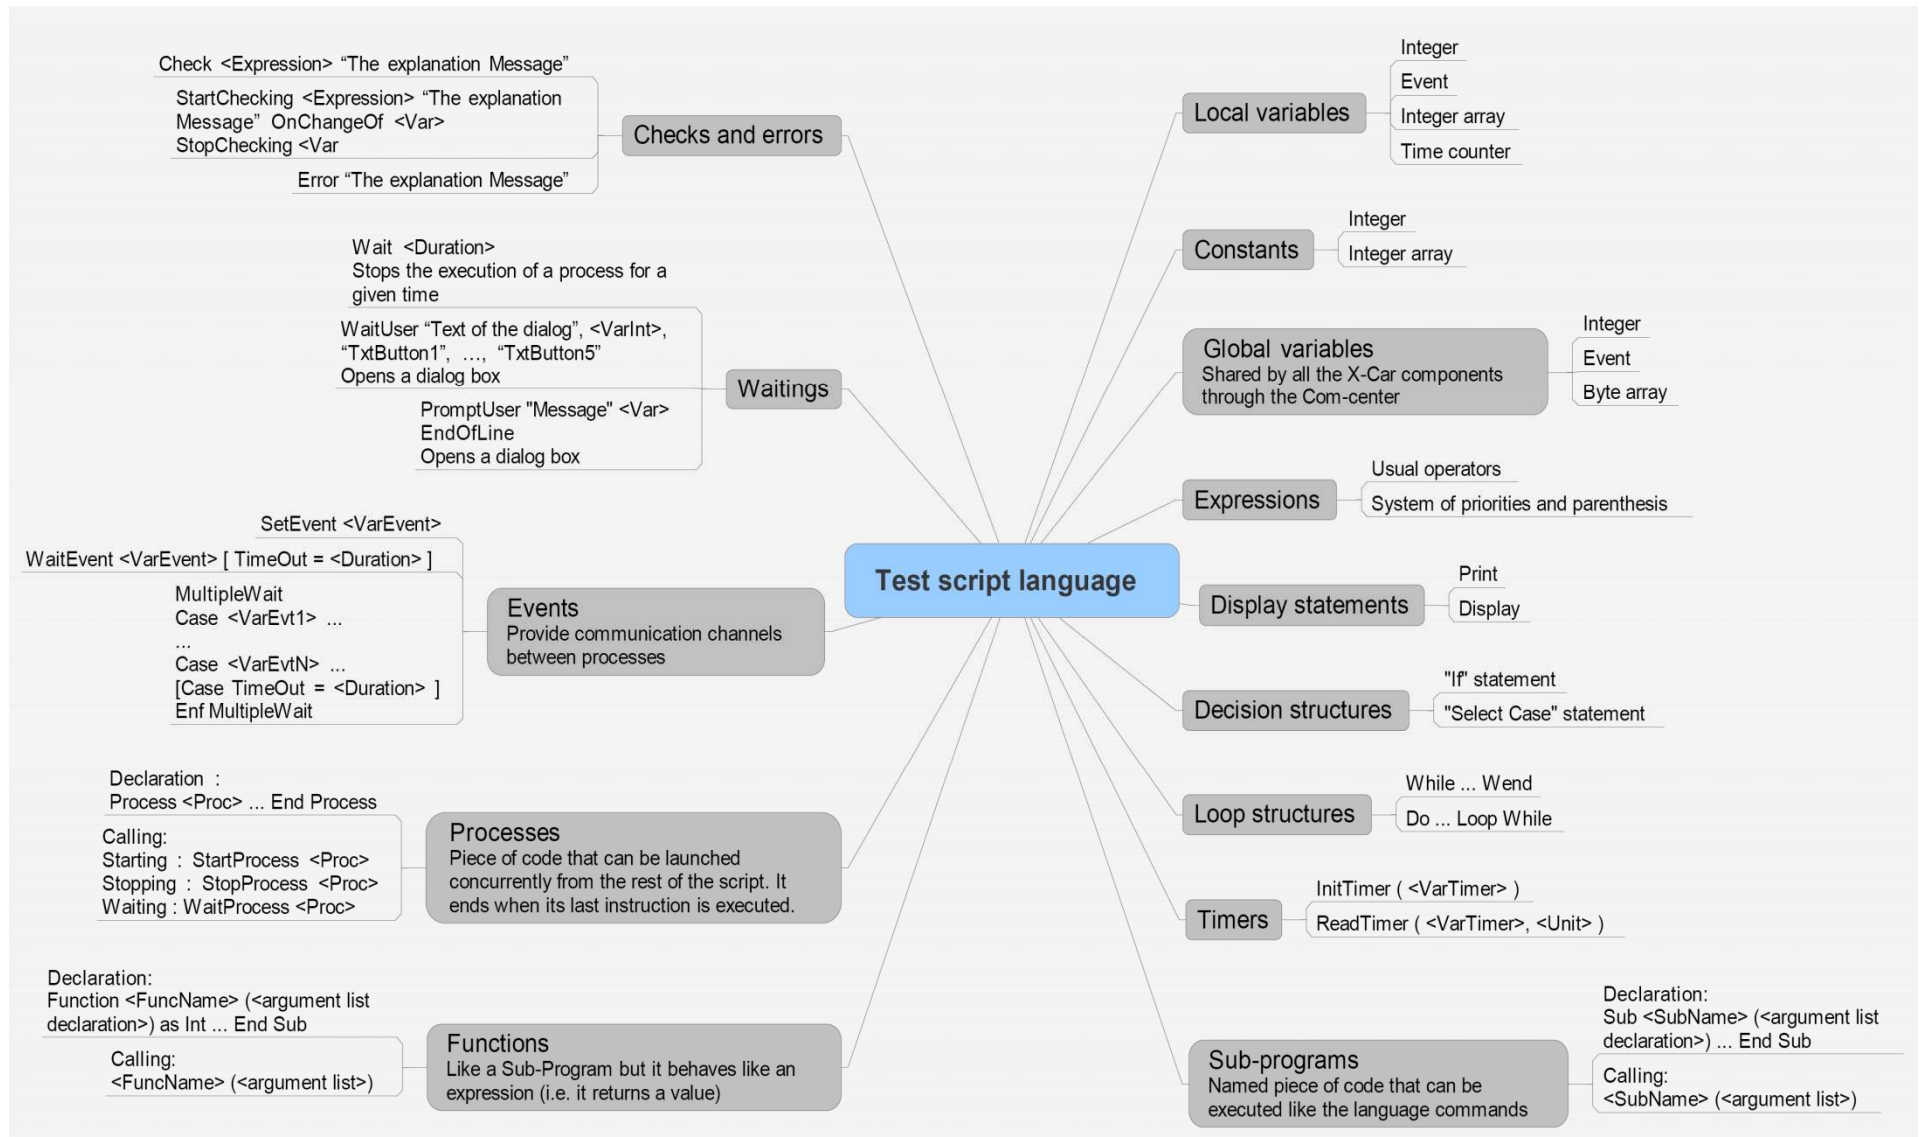 Check <Expression> “The explanation Message”
StartChecking <Expression> “The explanation
Message” OnChangeOf <Var>
StopChecking <Var
Error “The explanation Message”
Checks and errors
Wait <Duration>
Stops the execution of a process for a
given time
WaitUser “Text of the dialog”, <VarInt>,
“TxtButton1”, …, “TxtButton5”
Opens a dialog box
PromptUser "Message" <Var>
EndOfLine
Opens a dialog box
Waitings
SetEvent <VarEvent>
WaitEvent <VarEvent> [ TimeOut = <Duration> ]
MultipleWait
Case <VarEvt1> ...
...
Case <VarEvtN> ...
[Case TimeOut = <Duration> ]
Enf MultipleWait
Events
Provide communication channels
between processes
Declaration :
Process <Proc> ... End Process
Calling:
Starting : StartProcess <Proc>
Stopping : StopProcess <Proc>
Waiting : WaitProcess <Proc>
Processes
Piece of code that can be launched
concurrently from the rest of the script. It
ends when its last instruction is executed.
Declaration:
Function <FuncName> (<argument list
declaration>) as Int ... End Sub
Calling:
<FuncName> (<argument list>)
Functions
Like a Sub-Program but it behaves like an
expression (i.e. it returns a value)
Test script language
Local variables
Integer
Event
Integer array
Time counter
Constants
Integer
Integer array
Global variables
Shared by all the X-Car components
through the Com-center
Integer
Event
Byte array
Expressions
Usual operators
System of priorities and parenthesis
Display statements
Print
Display
Decision structures
"If" statement
"Select Case" statement
Loop structures
While ... Wend
Do ... Loop While
Timers
InitTimer ( <VarTimer> )
ReadTimer ( <VarTimer>, <Unit> )
Sub-programs
Named piece of code that can be
executed like the language commands
Declaration:
Sub <SubName> (<argument list
declaration>) ... End Sub
Calling:
<SubName> (<argument list>)